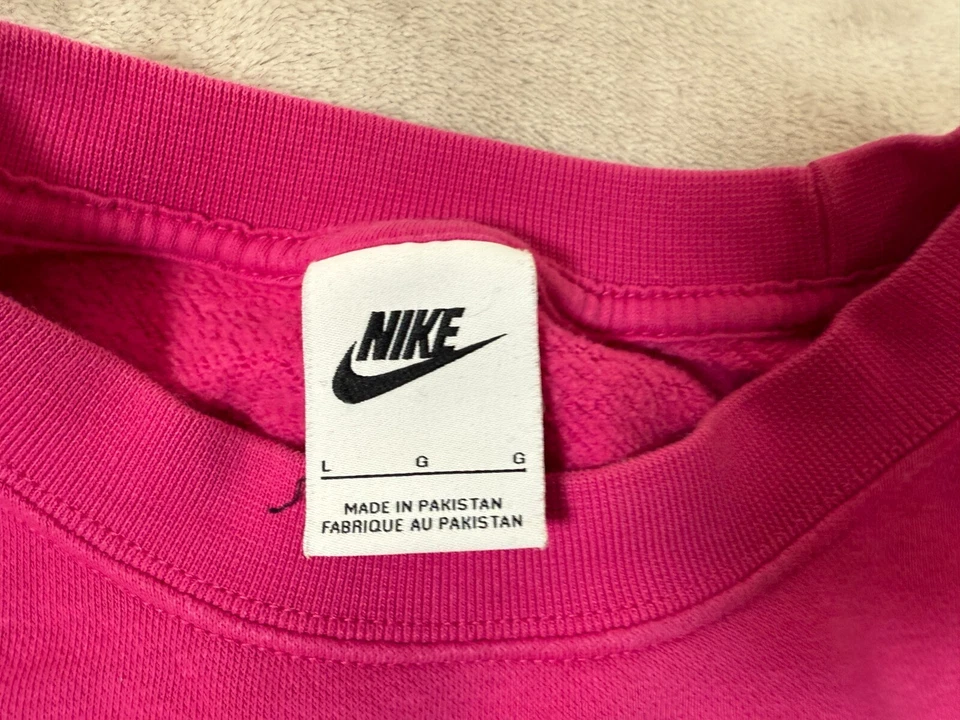 NIKE
L G G
MADE IN PAKISTAN
FABRIQUE AU PAKISTAN